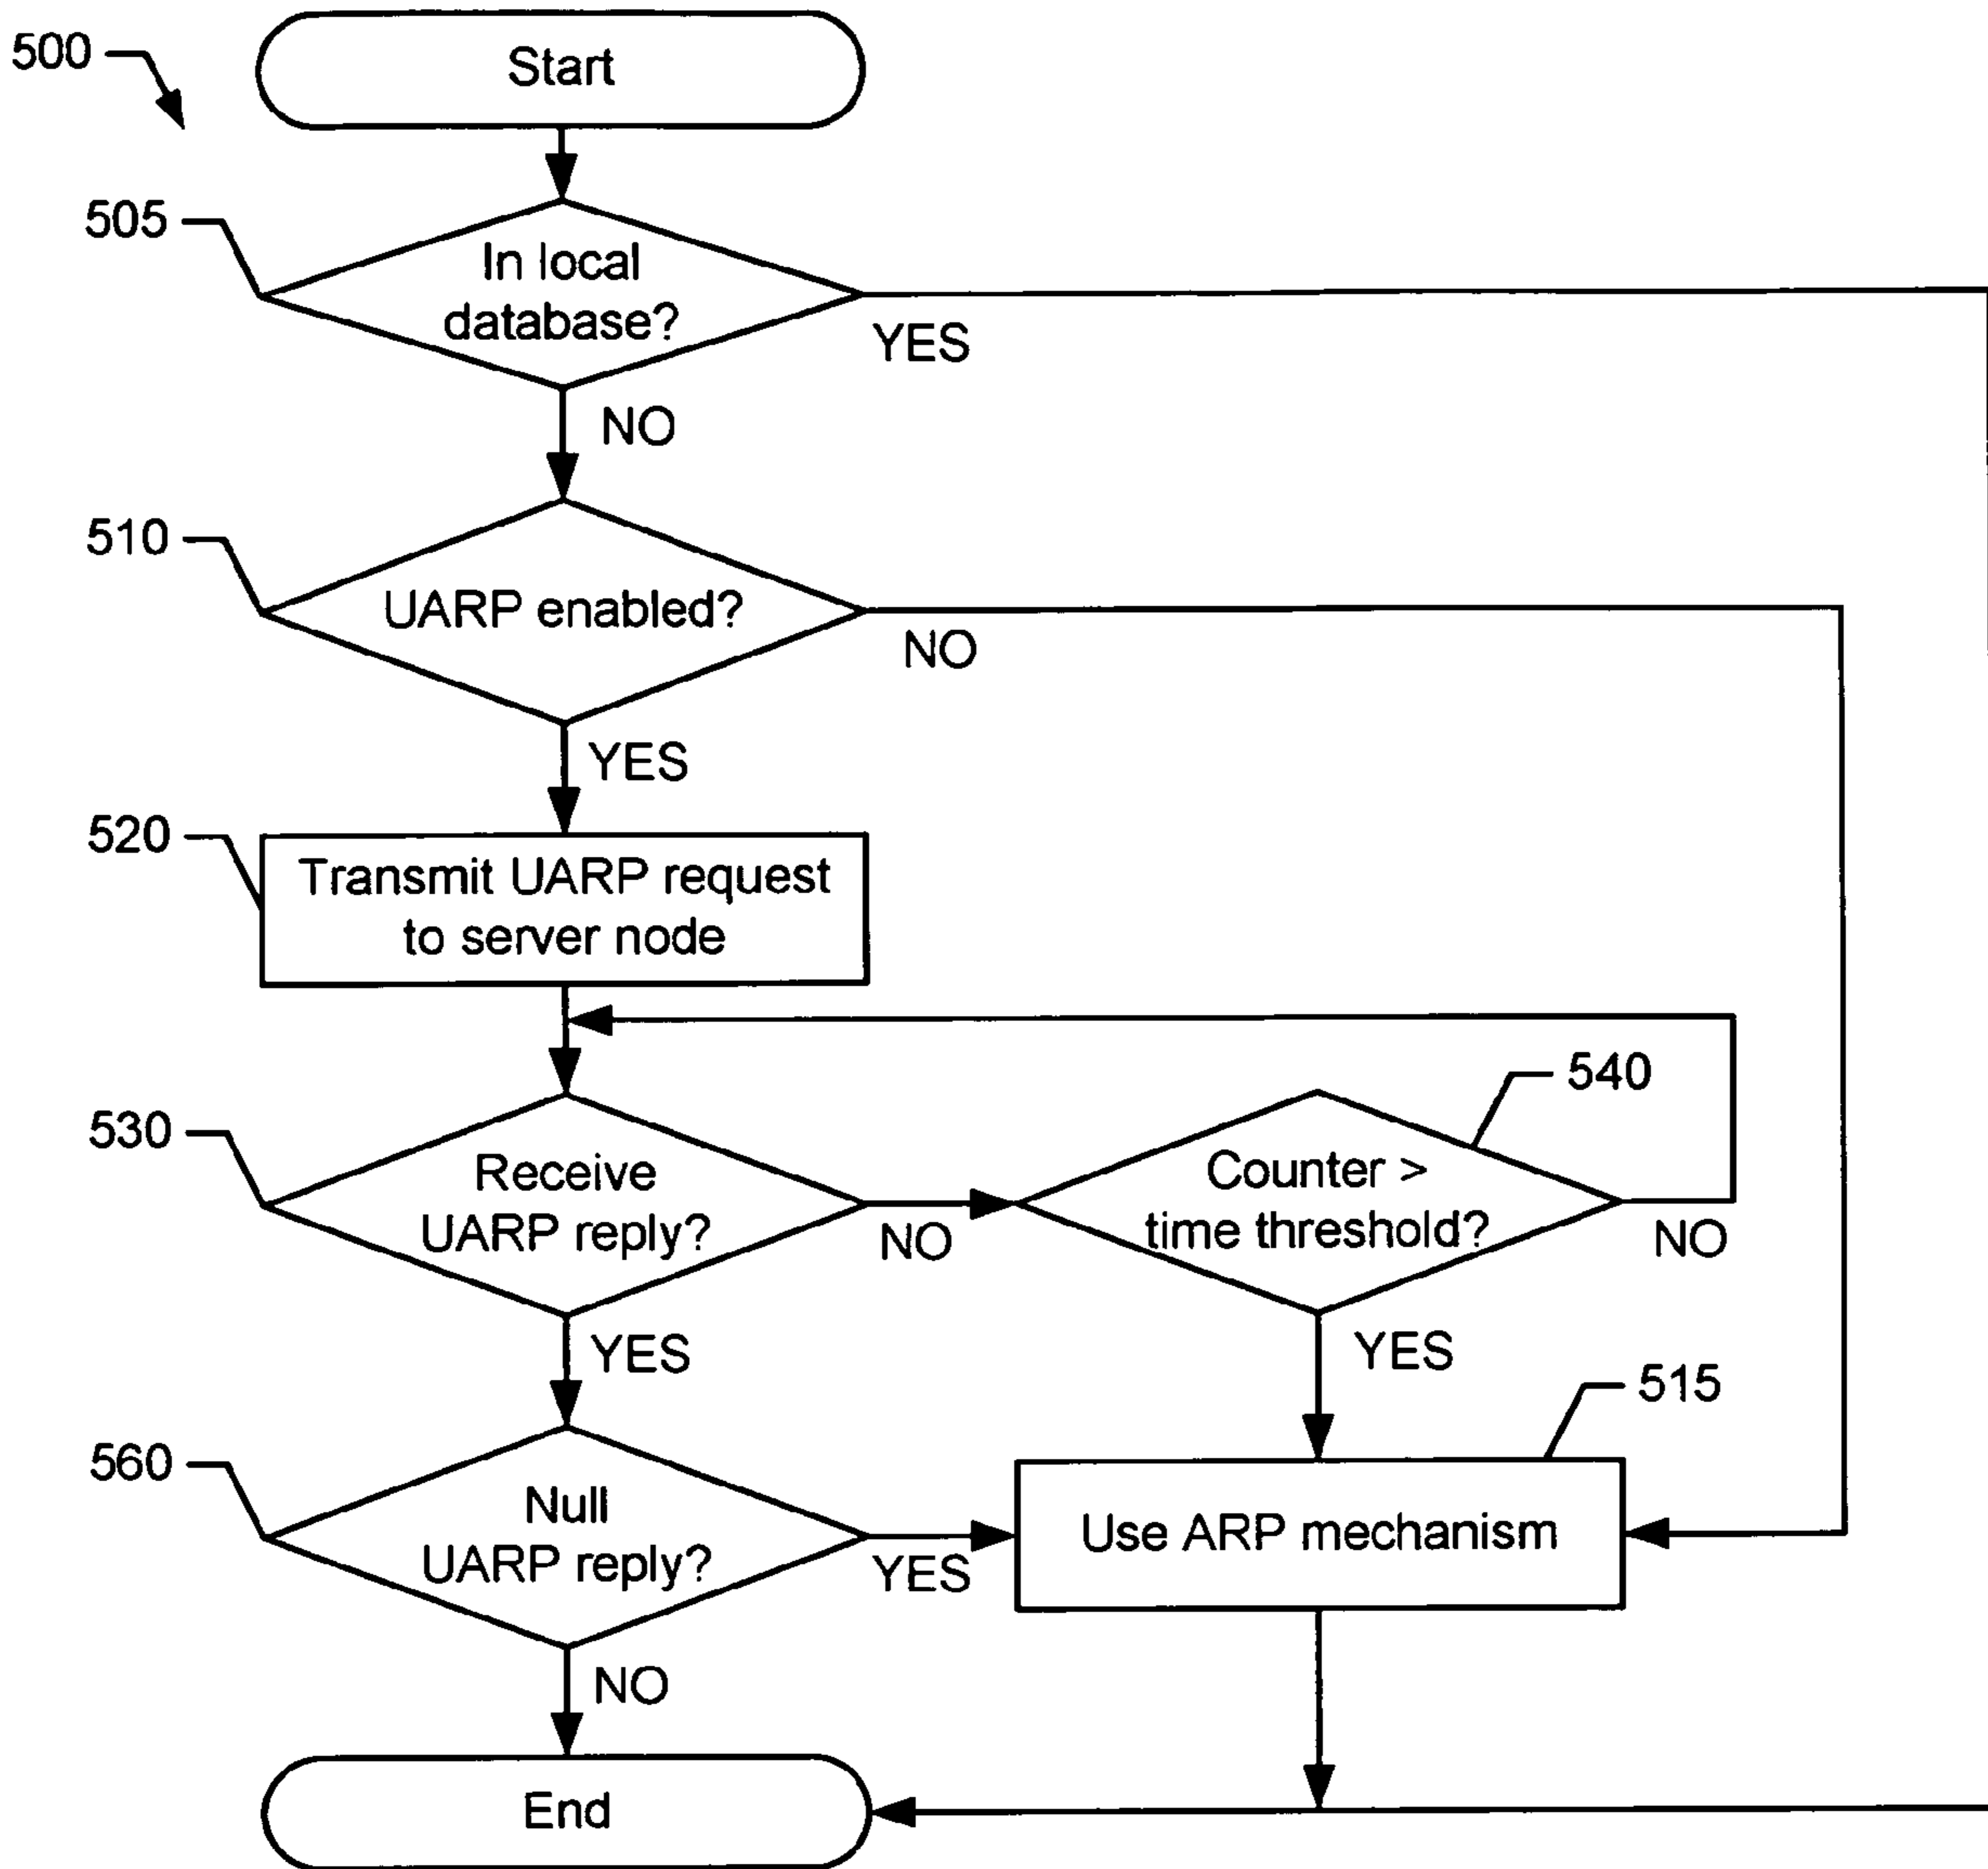 500
Start
505
In local
database?
YES
NO
510
UARP enabled?
NO
YES
520
Transmit UARP request
to server node
540
530
Receive
UARP reply?
NO
Counter >
time threshold?
NO
YES
YES
515
560
Null
UARP reply?
YES
Use ARP mechanism
NO
End